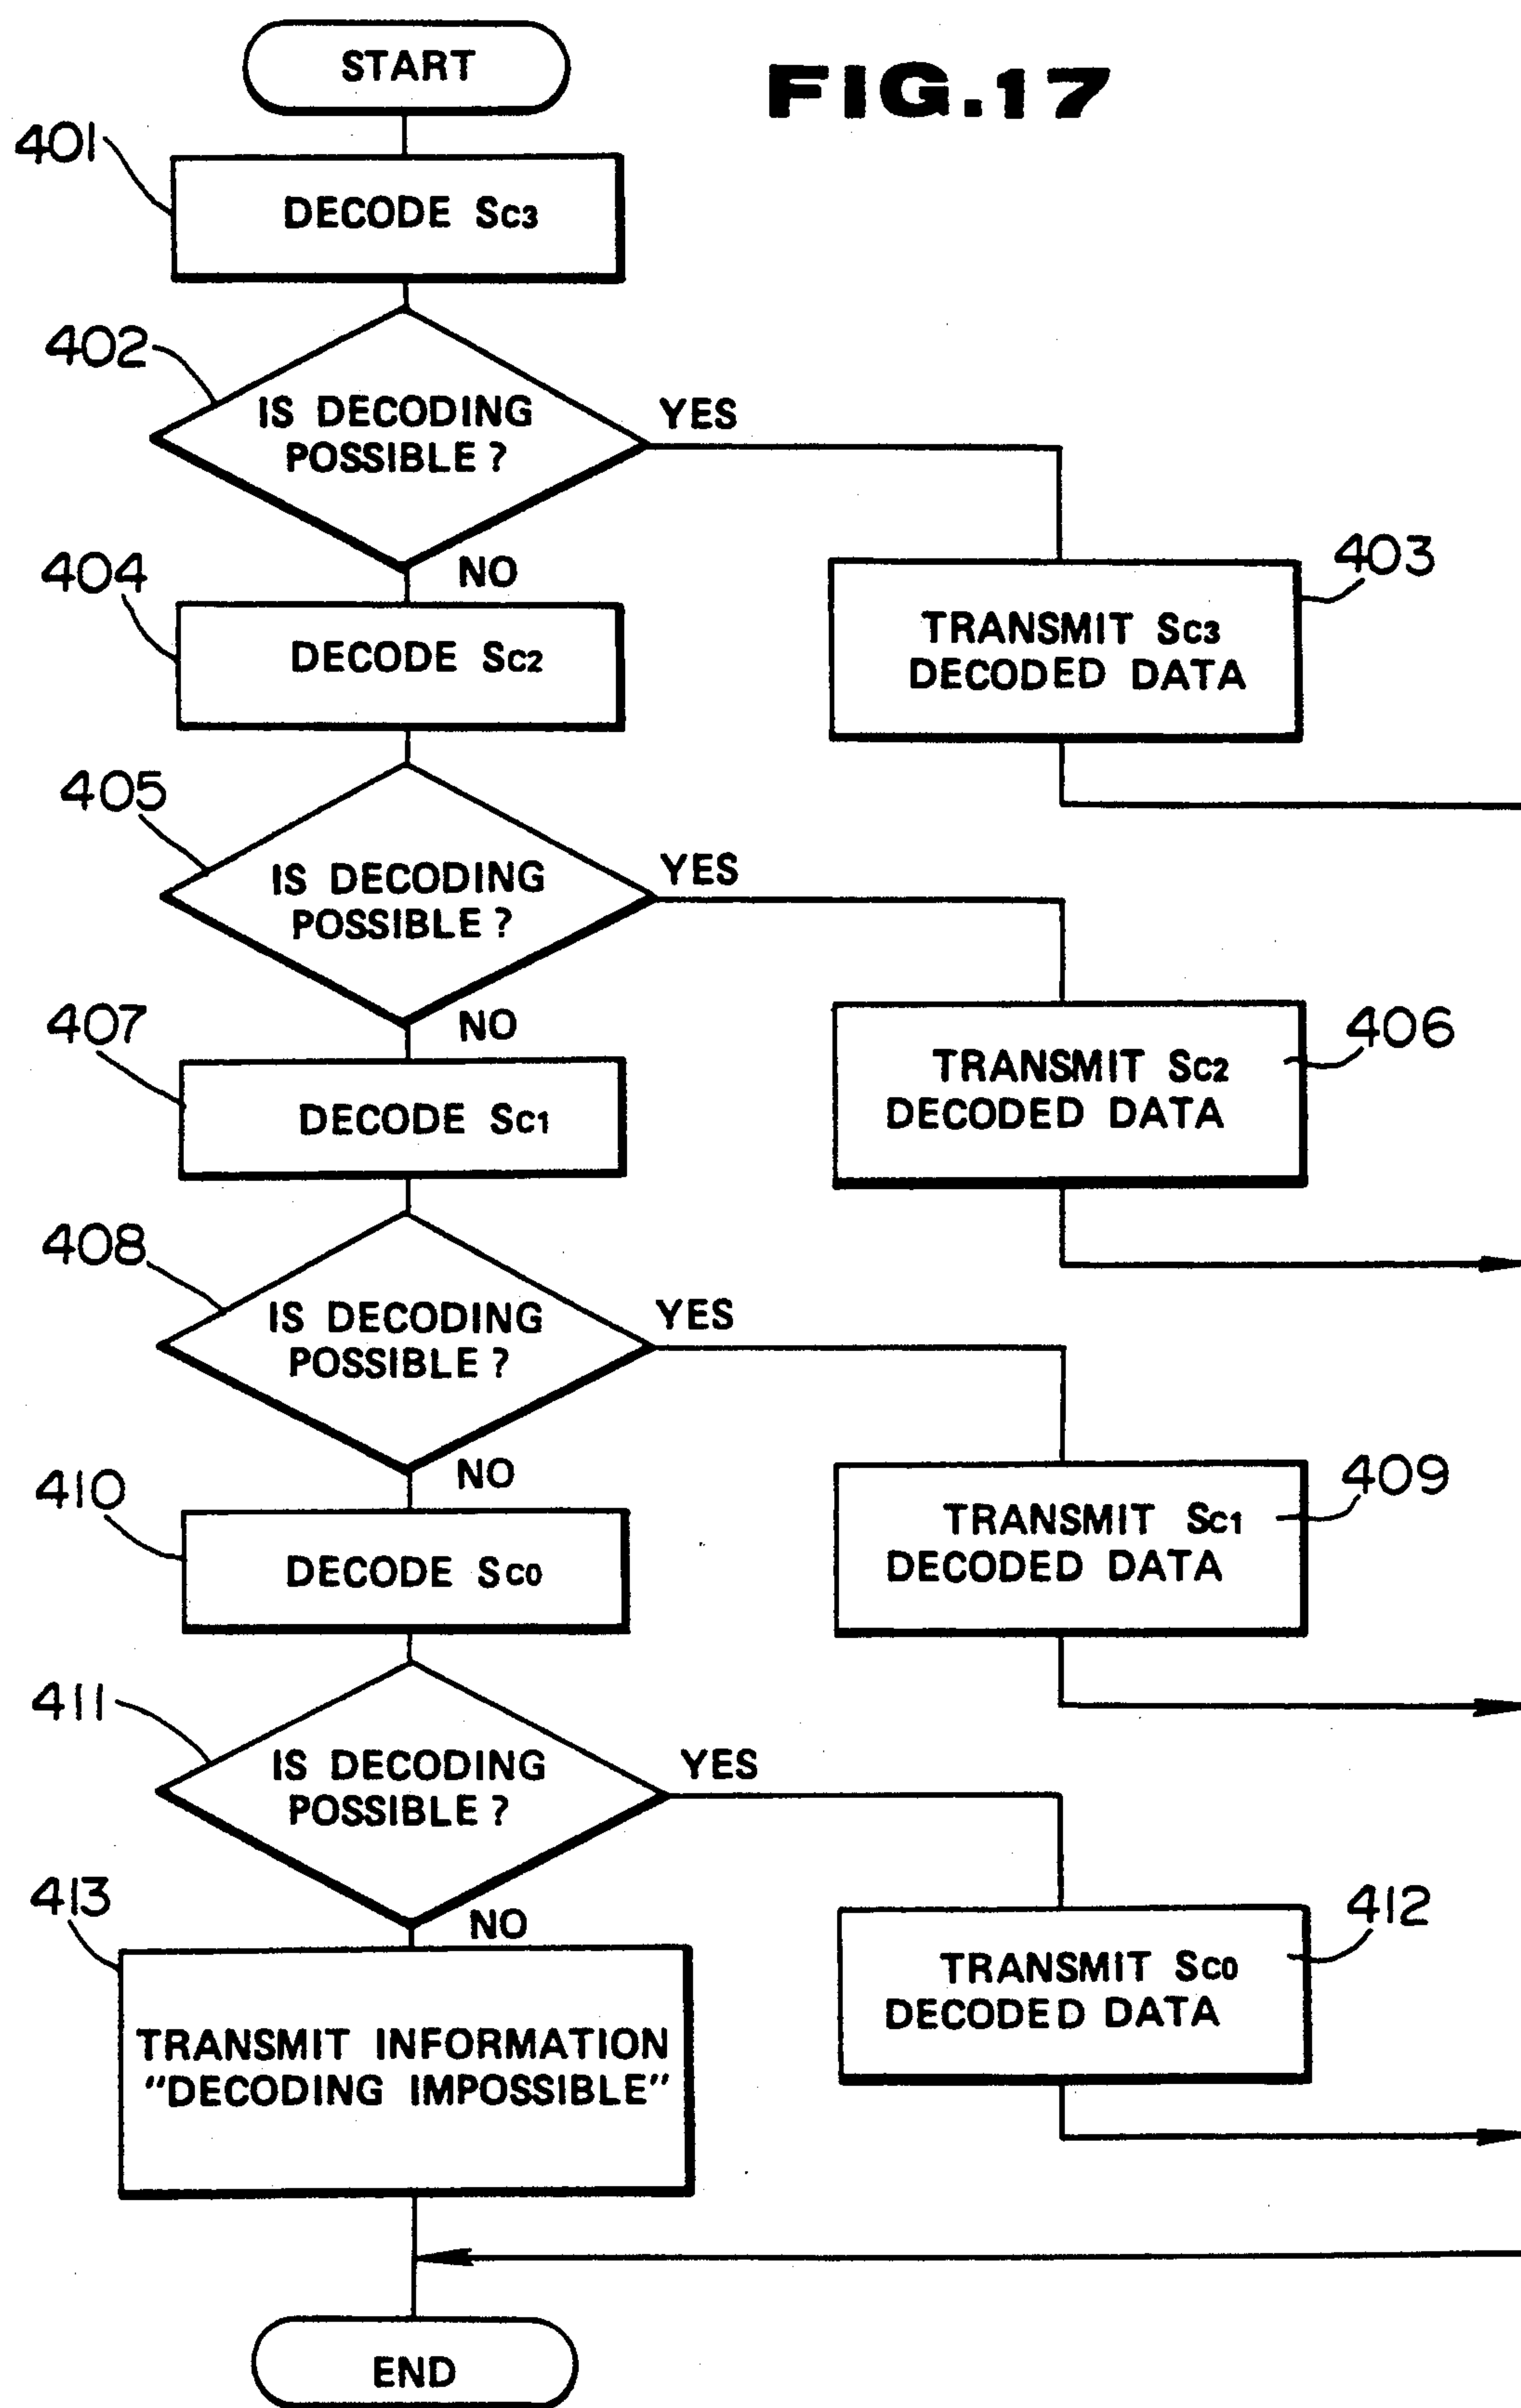 START
FIG.17
401
DECODE Sc3
402
IS DECODING
POSSIBLE?
YES
NO
403
TRANSMIT Sc3
DECODED DATA
404
DECODE Sc2
405
IS DECODING
POSSIBLE?
YES
NO
406
TRANSMIT Sc2
DECODED DATA
407
DECODE Sc1
408
IS DECODING
POSSIBLE?
YES
NO
409
TRANSMIT Sc1
DECODED DATA
410
DECODE Sc0
411
IS DECODING
POSSIBLE?
YES
NO
412
TRANSMIT Sc0
DECODED DATA
413
TRANSMIT INFORMATION
"DECODING IMPOSSIBLE"
END